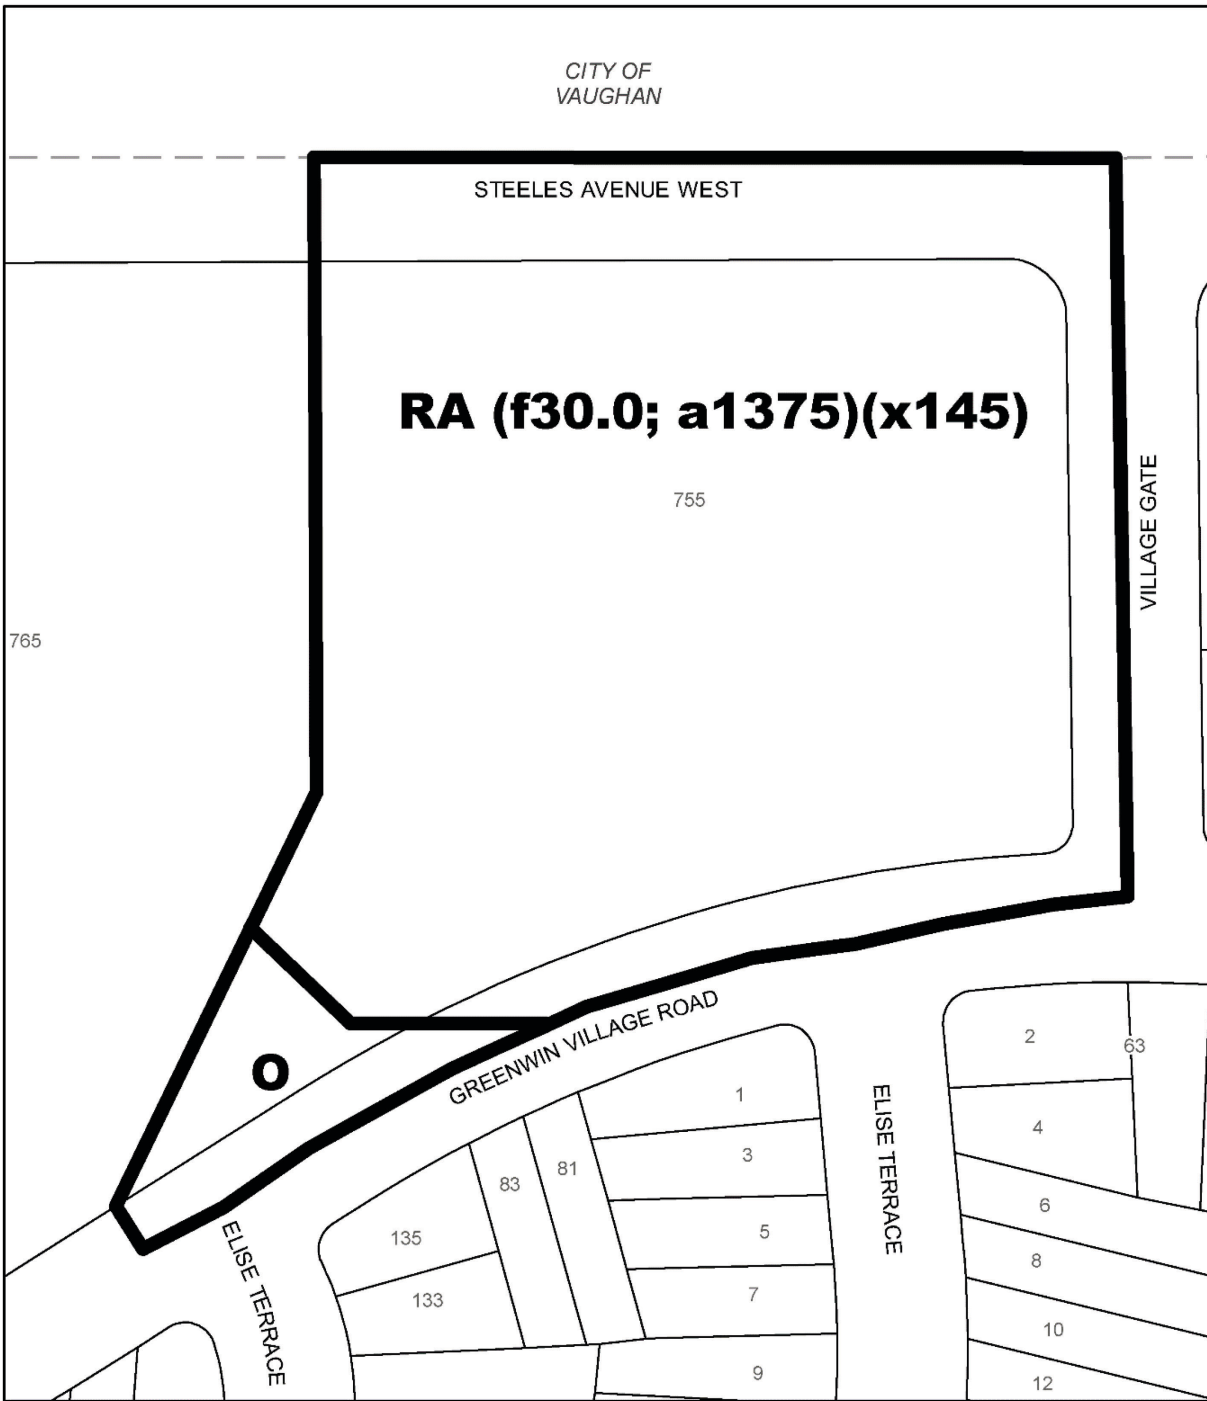 CITY OF
VAUGHAN
STEELES AVENUE WEST
RA (f30.0; a1375)(x145)
755
VILLAGE GATE
765
O
GREENWIN VILLAGE ROAD
2
63
1
ELISE TERRACE
4
3
81
83
6
5
135
ELISE TERRACE
8
7
133
10
9
12